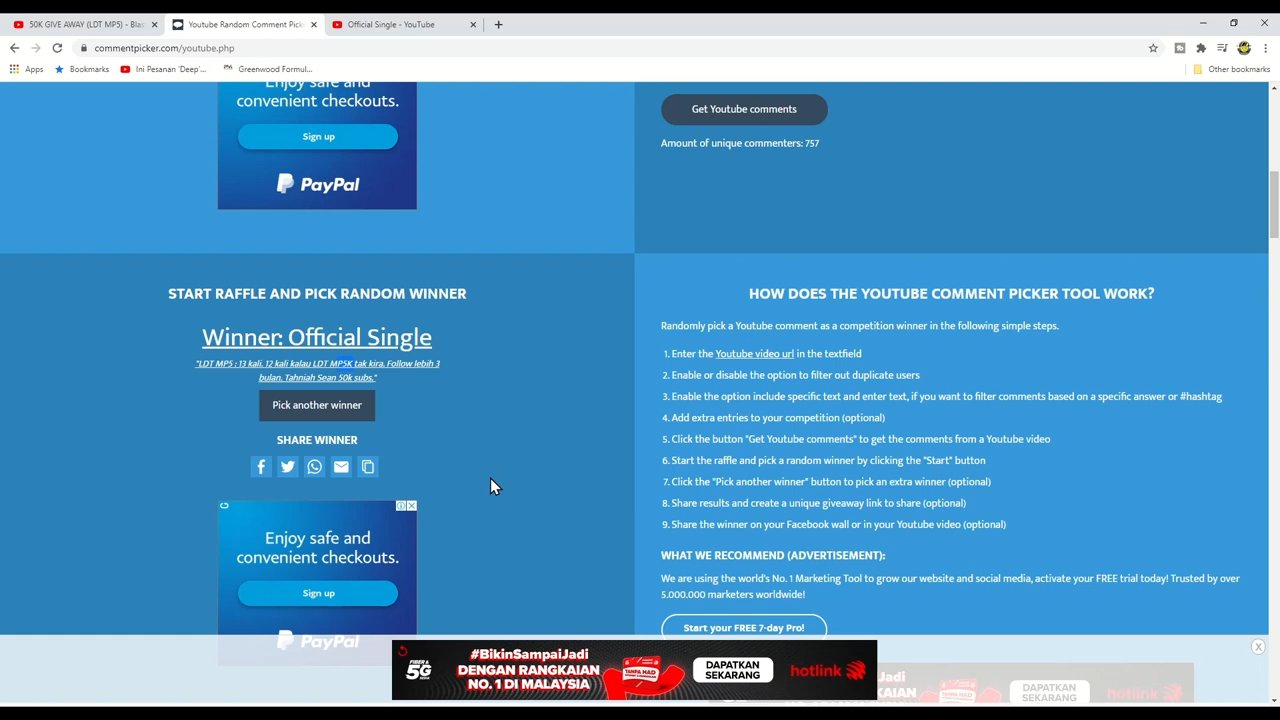 50K GIVE AWAY (LDT MP5) - Blas
Youtube Random Comment Pick
Official Single - YouTube
commentpicker.com/youtube.php
Apps
Bookmarks
Ini Pesanan 'Deep'...
Greenwood Formul...
Other bookmarks
Enjoy safe and
convenient checkouts.
Sign up
PayPal
Get Youtube comments
Amount of unique commenters: 757
START RAFFLE AND PICK RANDOM WINNER
Winner: Official Single
"LDT MP5 : 13 kali. 12 kali kalau LDT MP5K tak kira. Follow lebih 3
bulan. Tahniah Sean 50k subs."
Pick another winner
SHARE WINNER
Enjoy safe and
convenient checkouts.
Sign up
PayPal
HOW DOES THE YOUTUBE COMMENT PICKER TOOL WORK?
Randomly pick a Youtube comment as a competition winner in the following simple steps.
1. Enter the Youtube video url in the textfield
2. Enable or disable the option to filter out duplicate users
3. Enable the option include specific text and enter text, if you want to filter comments based on a specific answer or #hashtag
4. Add extra entries to your competition (optional)
5. Click the button "Get Youtube comments" to get the comments from a Youtube video
6. Start the raffle and pick a random winner by clicking the "Start" button
7. Click the "Pick another winner" button to pick an extra winner (optional)
8. Share results and create a unique giveaway link to share (optional)
9. Share the winner on your Facebook wall or in your Youtube video (optional)
WHAT WE RECOMMEND (ADVERTISEMENT):
We are using the world's No. 1 Marketing Tool to grow our website and social media, activate your FREE trial today! Trusted by over
5.000.000 marketers worldwide!
Start your FREE 7-day Pro!
FIBER &
5G
#BikinSampaiJadi
DENGAN RANGKAIAN
NO. 1 DI MALAYSIA
TANPA HAD
DAPATKAN
SEKARANG
hotlink
Jadi
KAIAN
DAPATKAN
SEKARANG
hotlink